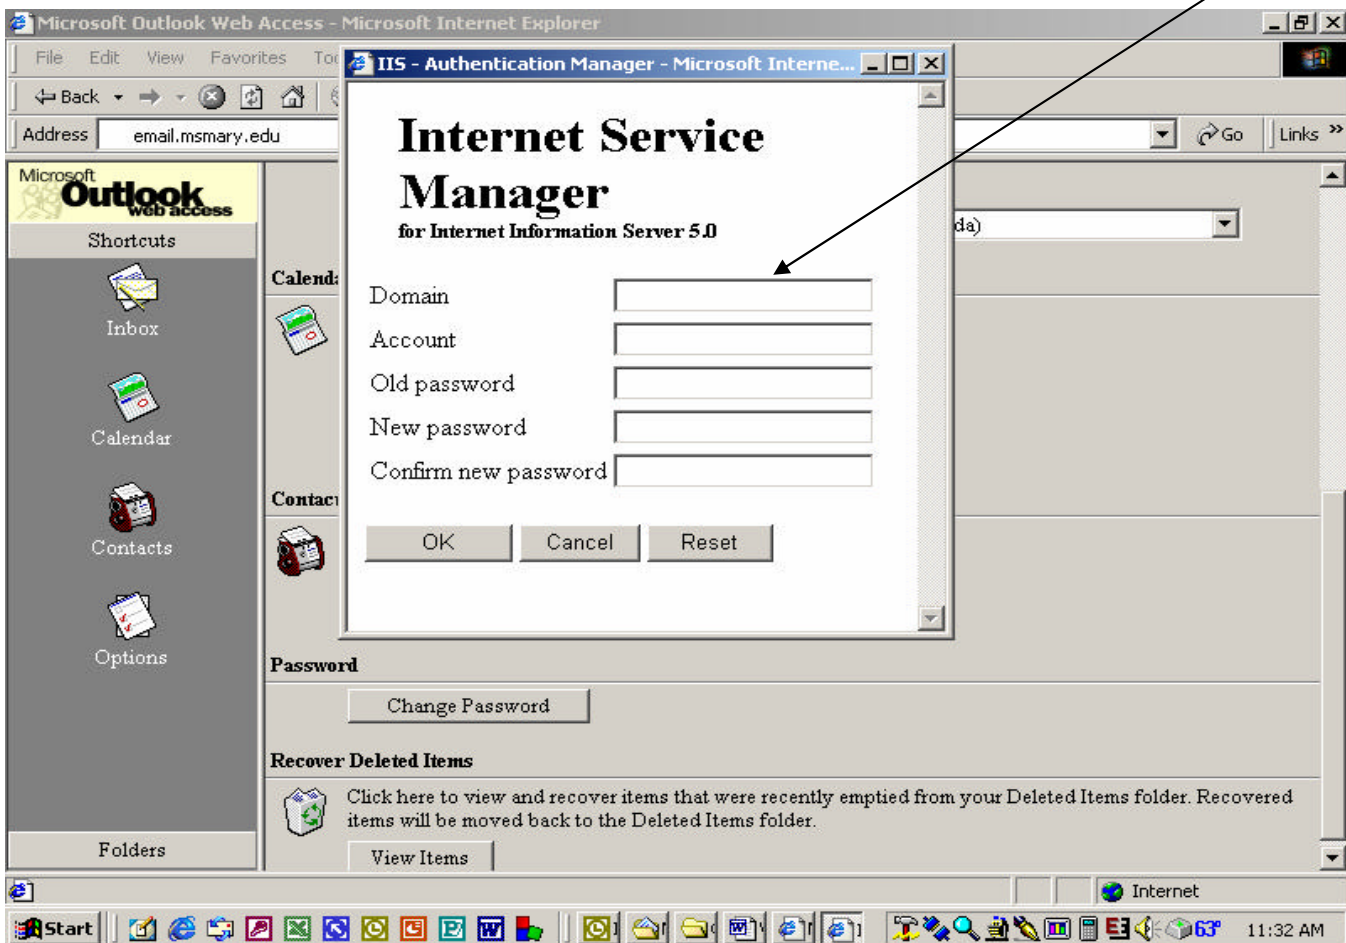 Microsoft Outlook Web Access - Microsoft Internet Explorer
File Edit View Favorites
Back
Address email.msmary.edu Go Links »
IIS - Authentication Manager - Microsoft Interne...
Internet Service
Manager
for Internet Information Server 5.0
Domain
Account
Old password
New password
Confirm new password
OK Cancel Reset
Microsoft
Outlook
web access
Shortcuts
Inbox
Calendar
Contacts
Options
Folders
da)
Password
Change Password
Recover Deleted Items
Click here to view and recover items that were recently emptied from your Deleted Items folder. Recovered
items will be moved back to the Deleted Items folder.
View Items
Internet
Start 63° 11:32 AM